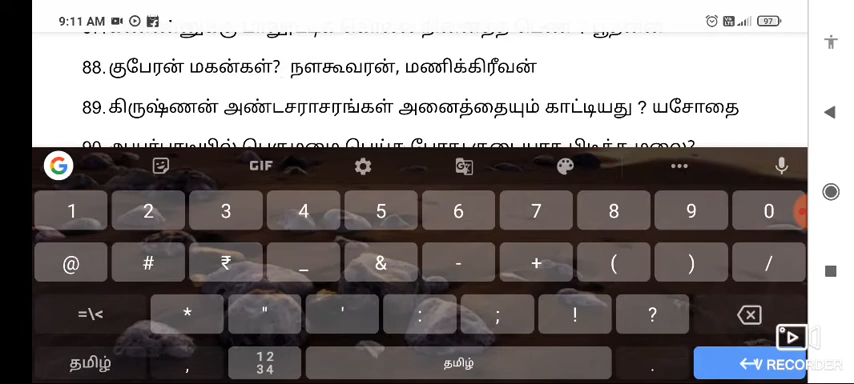 9:11 AM
97
88. குபேரன் மகன்கள்? நளகூவரன், மணிக்கிரீவன்
89. கிருஷ்ணன் அண்டசராசரங்கள் அனைத்தையும் காட்டியது ? யசோதை
G GIF ...
1 2 3 4 5 6 7 8 9 0
@ # ₹ _ & - + ( ) /
=\< * " ' : ; ! ?
தமிழ் , 12 34 தமிழ் .
V RECORDER